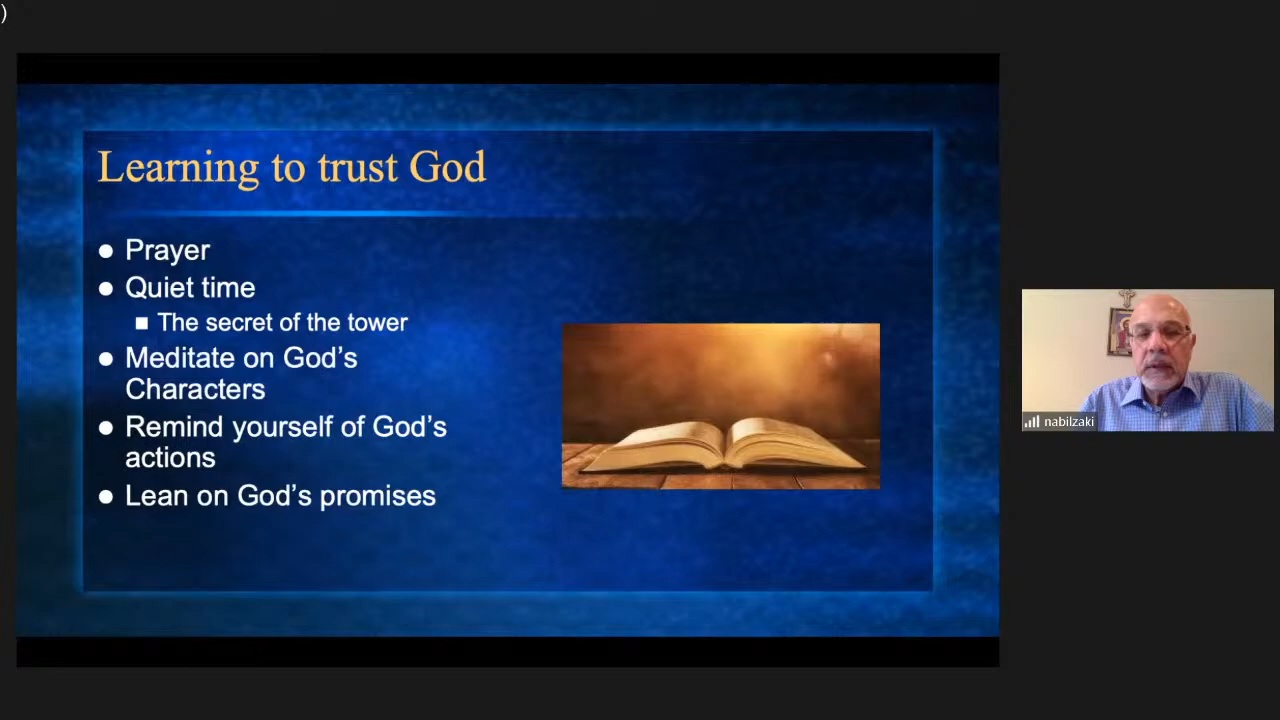 )
Learning to trust God
● Prayer
● Quiet time
■ The secret of the tower
● Meditate on God’s
Characters
● Remind yourself of God’s
actions
● Lean on God’s promises
nabilzaki